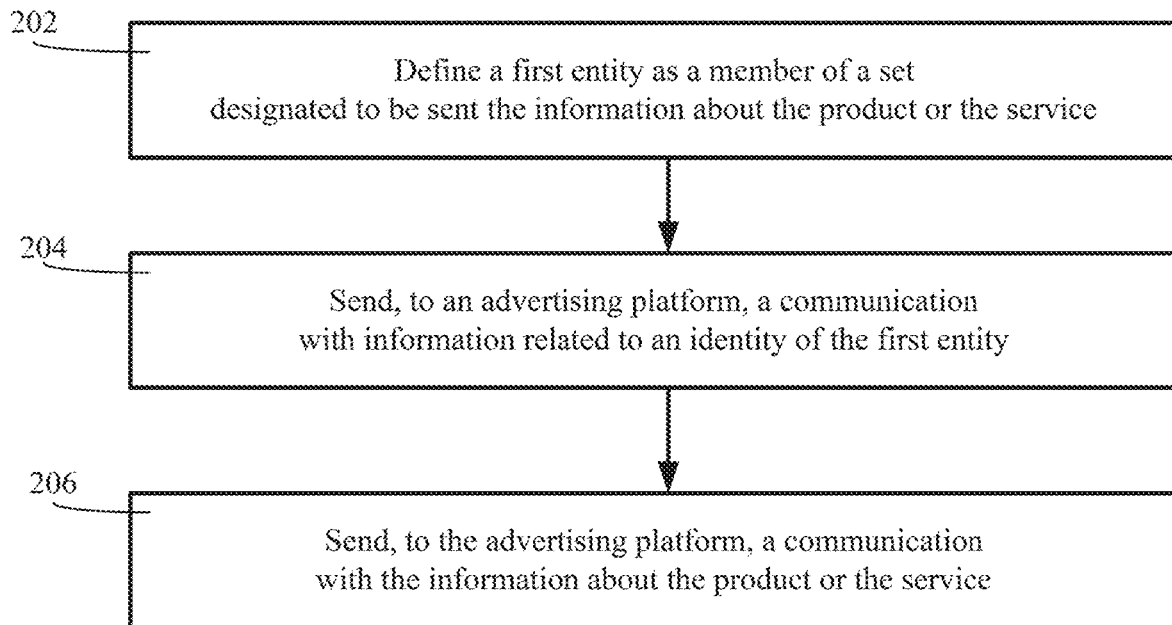 202
Define a first entity as a member of a set
designated to be sent the information about the product or the service
204
Send, to an advertising platform, a communication
with information related to an identity of the first entity
206
Send, to the advertising platform, a communication
with the information about the product or the service